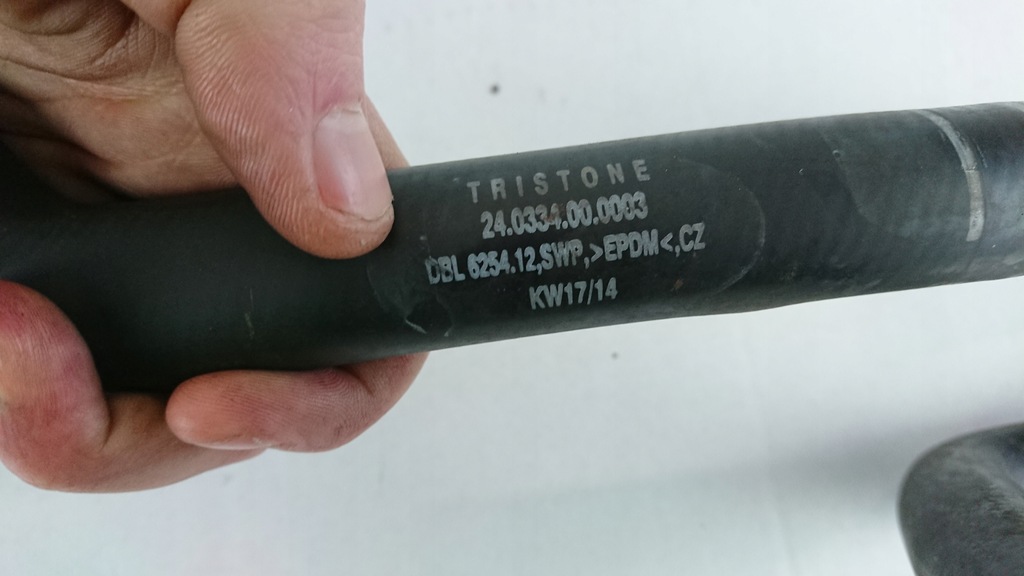 TRISTONE
24.0334.00.0003
DBL 6254.12,SWP,>EPDM<,CZ
KW17/14